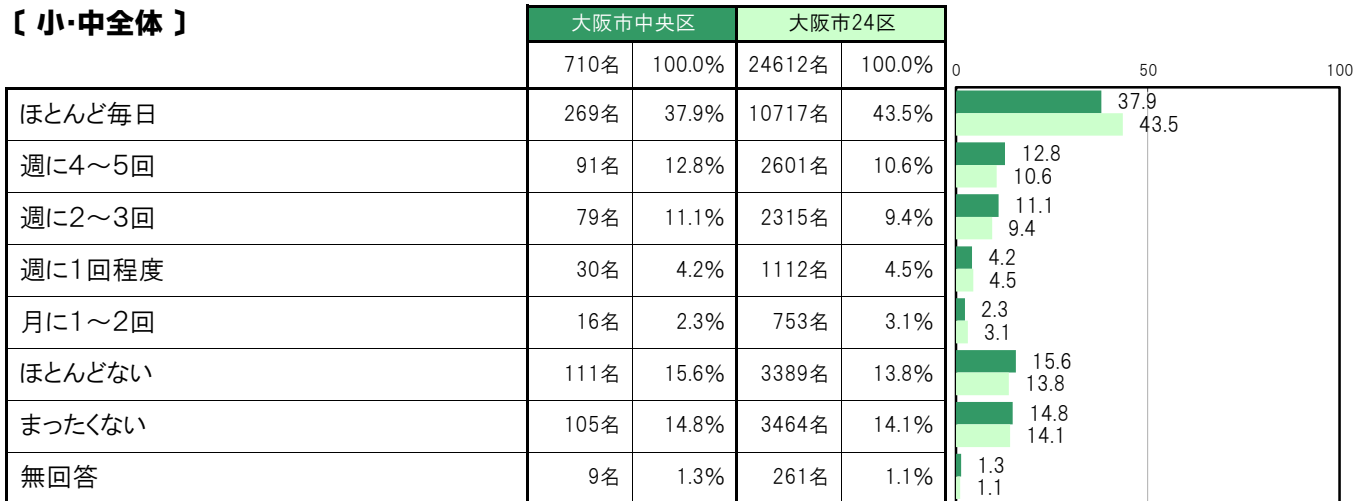 〔 小・中全体 〕
大阪市中央区 大阪市24区
710名 100.0% 24612名 100.0%
0 50 100
ほとんど毎日 269名 37.9% 10717名 43.5%
37.9
43.5
週に4～5回 91名 12.8% 2601名 10.6%
12.8
10.6
週に2～3回 79名 11.1% 2315名 9.4%
11.1
9.4
週に1回程度 30名 4.2% 1112名 4.5%
4.2
4.5
月に1～2回 16名 2.3% 753名 3.1%
2.3
3.1
ほとんどない 111名 15.6% 3389名 13.8%
15.6
13.8
まったくない 105名 14.8% 3464名 14.1%
14.8
14.1
無回答 9名 1.3% 261名 1.1%
1.3
1.1